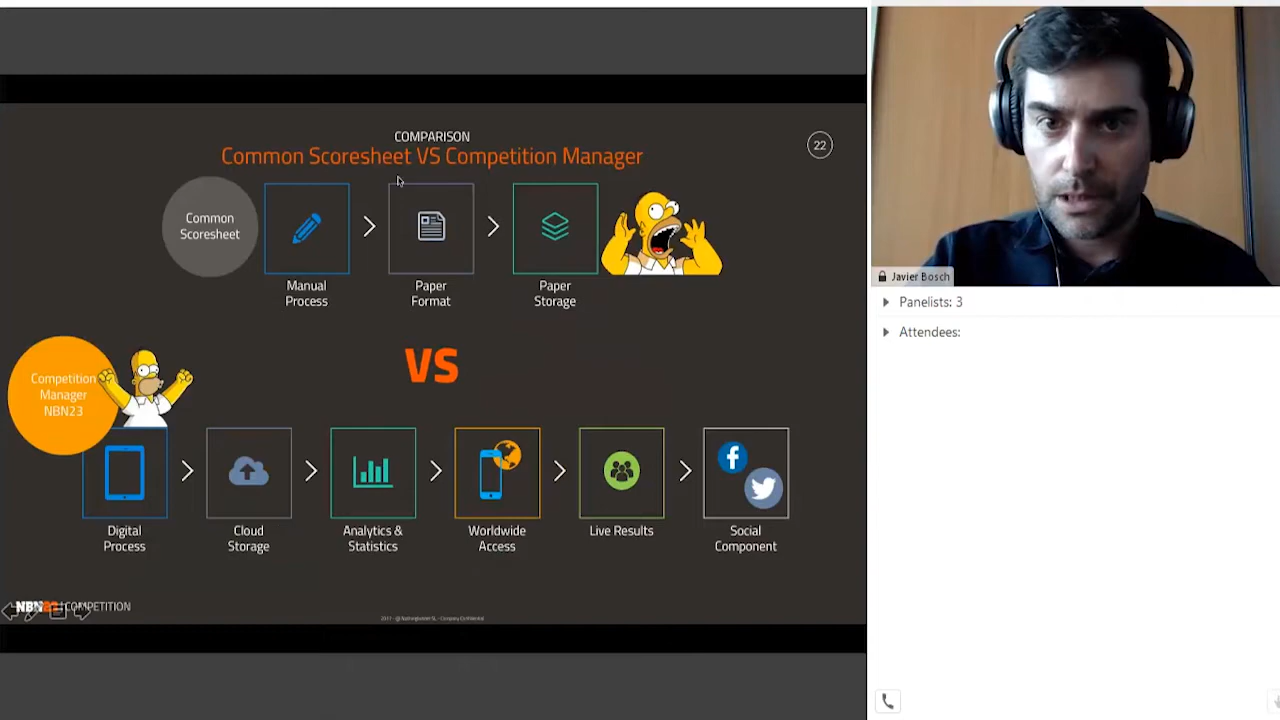 COMPARISON
Common Scoresheet VS Competition Manager
22
Common
Scoresheet
Manual
Process
Paper
Format
Paper
Storage
VS
Competition
Manager
NBN23
Digital
Process
Cloud
Storage
Analytics &
Statistics
Worldwide
Access
Live Results
Social
Component
NBN23 | COMPETITION
Javier Bosch
Panelists: 3
Attendees: